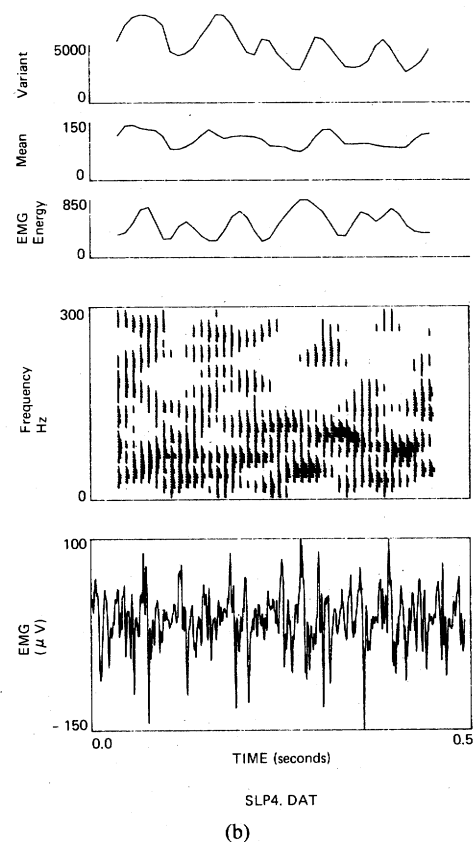 5000
0
Variant
150
0
Mean
850
0
EMG
Energy
300
0
Frequency
Hz
100
-150
EMG
(μV)
0.0
0.5
TIME (seconds)
SLP4. DAT
(b)